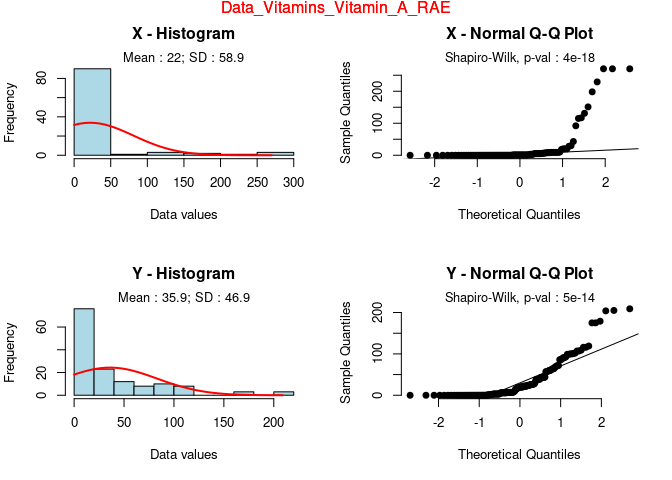 Data_Vitamins_Vitamin_A_RAE
X - Histogram
Mean : 22; SD : 58.9
Frequency
0 40 80
0 50 100 150 200 250 300
Data values
X - Normal Q-Q Plot
Shapiro-Wilk, p-val : 4e-18
Sample Quantiles
0 100 200
-2 -1 0 1 2
Theoretical Quantiles
Y - Histogram
Mean : 35.9; SD : 46.9
Frequency
0 20 60
0 50 100 150 200
Data values
Y - Normal Q-Q Plot
Shapiro-Wilk, p-val : 5e-14
Sample Quantiles
0 100 200
-2 -1 0 1 2
Theoretical Quantiles